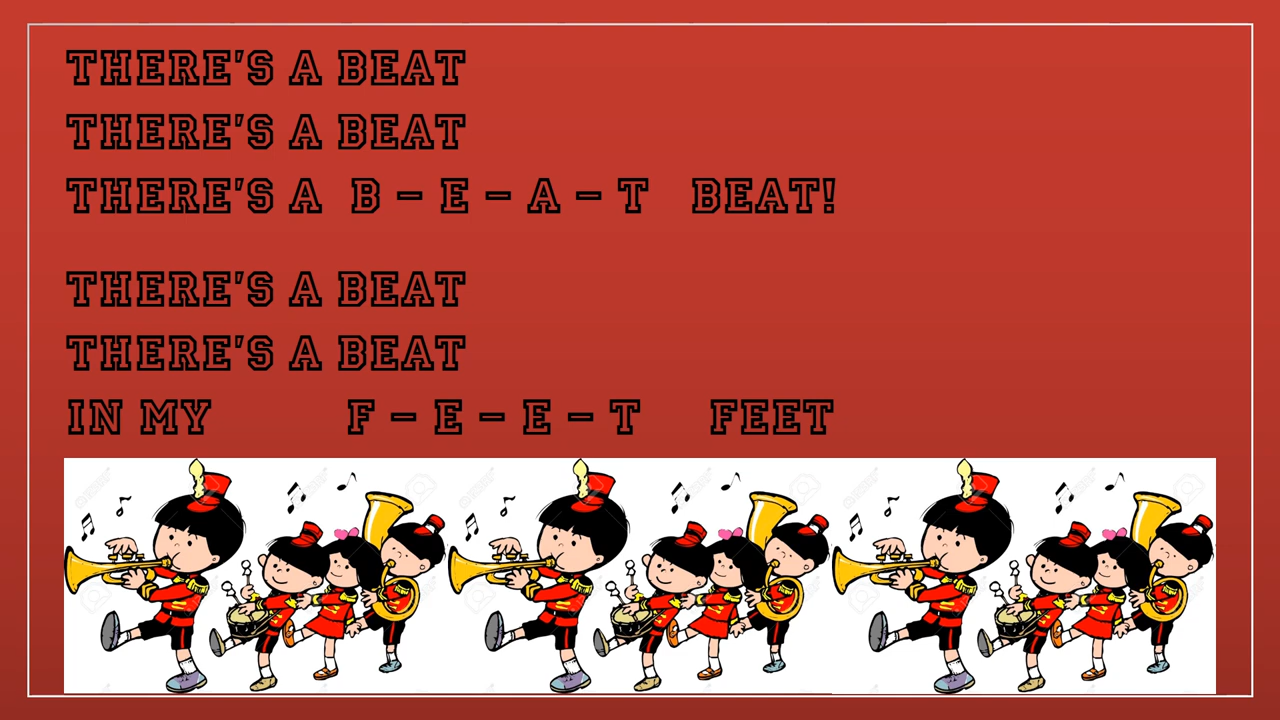 THERE'S A BEAT
THERE'S A BEAT
THERE'S A B – E – A – T BEAT!
THERE'S A BEAT
THERE'S A BEAT
IN MY F – E – E – T FEET